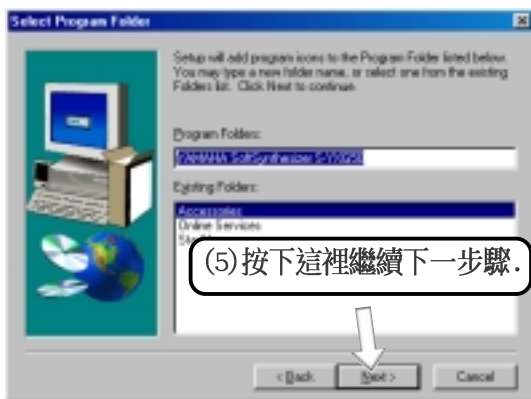 Select Program Folder
Setup will add program icons to the Program Folder listed below.
You may type a new folder name, or select one from the existing
Folders list. Click Next to continue.
Program Folders:
YAMAHA SoftSynthesizer S-YXG50
Existing Folders:
Accessories
Online Services
(5)按下這裡繼續下一步驟.
< Back
Next >
Cancel